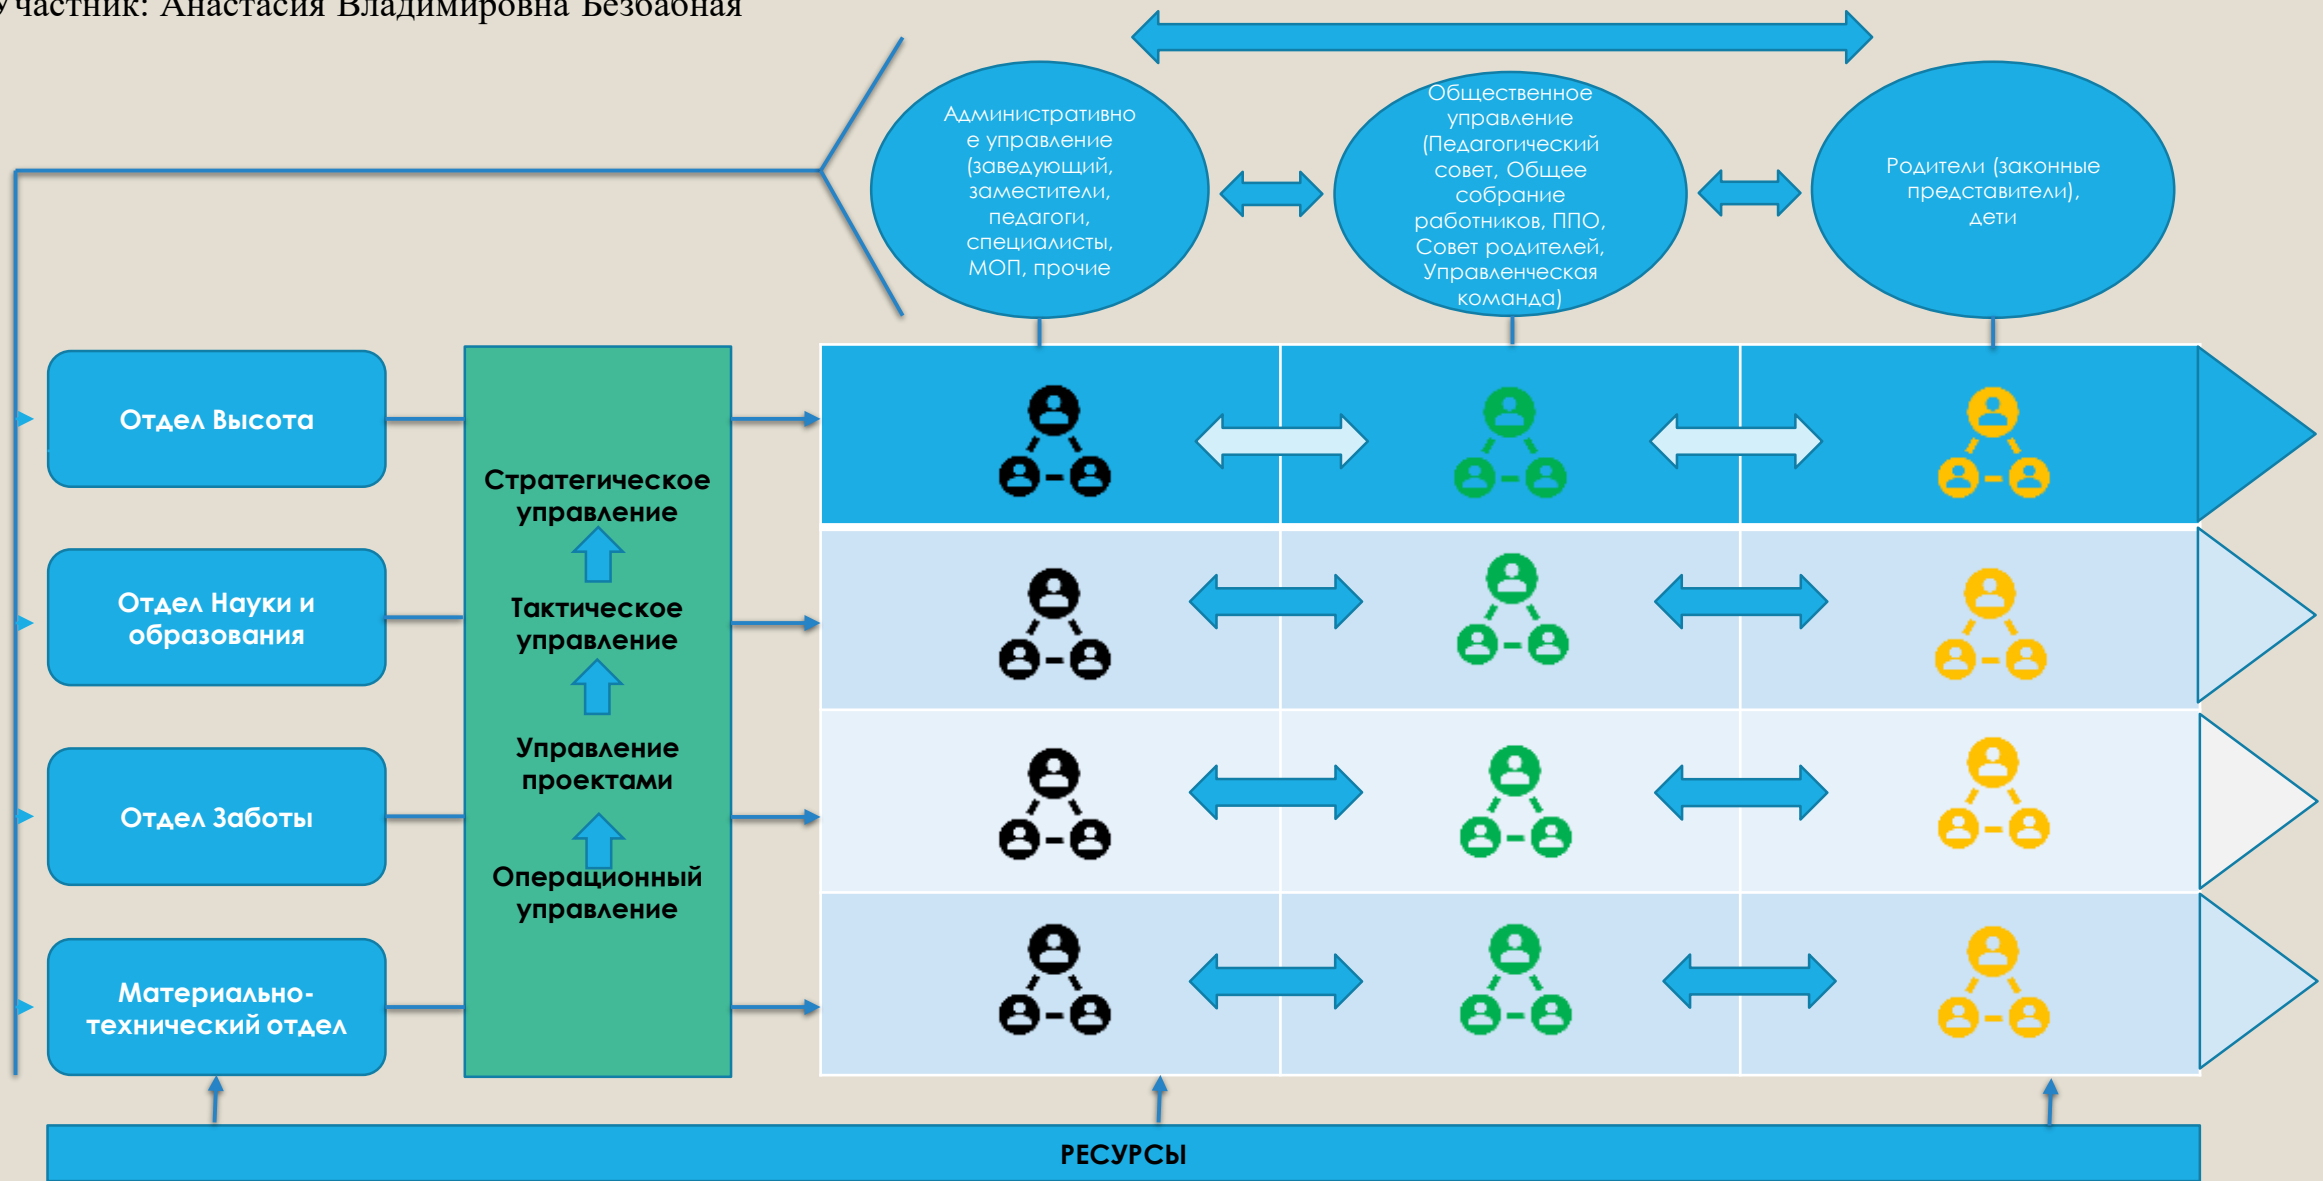 Участник: Анастасия Владимировна Безбабная
Административно
е управление
(заведующий,
заместители,
педагоги,
специалисты,
МОП, прочие
Общественное
управление
(Педагогический
совет, Общее
собрание
работников, ППО,
Совет родителей,
Управленческая
команда)
Родители (законные
представители),
дети
Отдел Высота
Отдел Науки и
образования
Отдел Заботы
Материально-
технический отдел
Стратегическое
управление
Тактическое
управление
Управление
проектами
Операционный
управление
РЕСУРСЫ